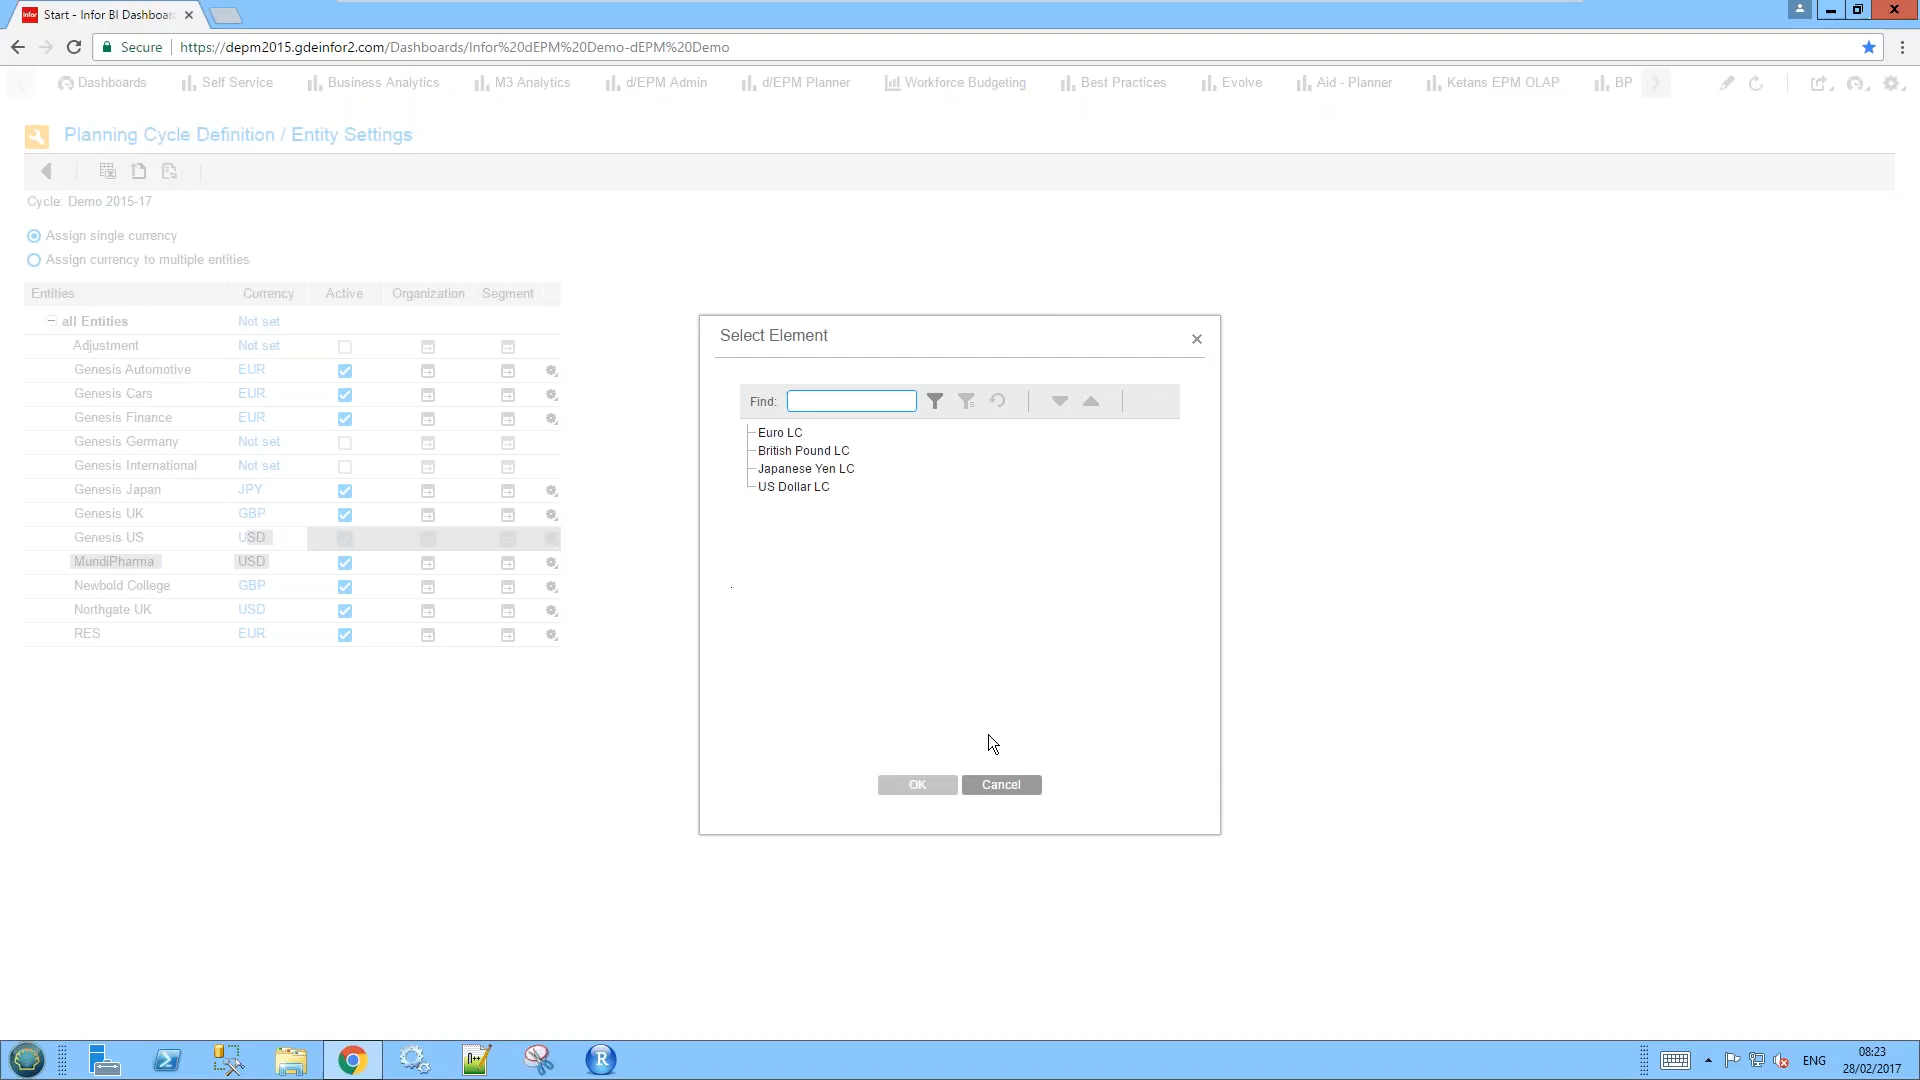 infor Start - Infor BI Dashboar
Secure https://depm2015.gdeinfor2.com/Dashboards/Infor%20dEPM%20Demo-dEPM%20Demo
Dashboards Self Service Business Analytics M3 Analytics d/EPM Admin d/EPM Planner Workforce Budgeting Best Practices Evolve Aid - Planner Ketans EPM OLAP BP
Planning Cycle Definition / Entity Settings
Cycle: Demo 2015-17
Assign single currency
Assign currency to multiple entities
Entities Currency Active Organization Segment
all Entities Not set
Adjustment Not set
Genesis Automotive EUR
Genesis Cars EUR
Genesis Finance EUR
Genesis Germany Not set
Genesis International Not set
Genesis Japan JPY
Genesis UK GBP
Genesis US USD
MundiPharma USD
Newbold College GBP
Northgate UK USD
RES EUR
Select Element
Find:
Euro LC
British Pound LC
Japanese Yen LC
US Dollar LC
OK Cancel
R
ENG
08:23
28/02/2017